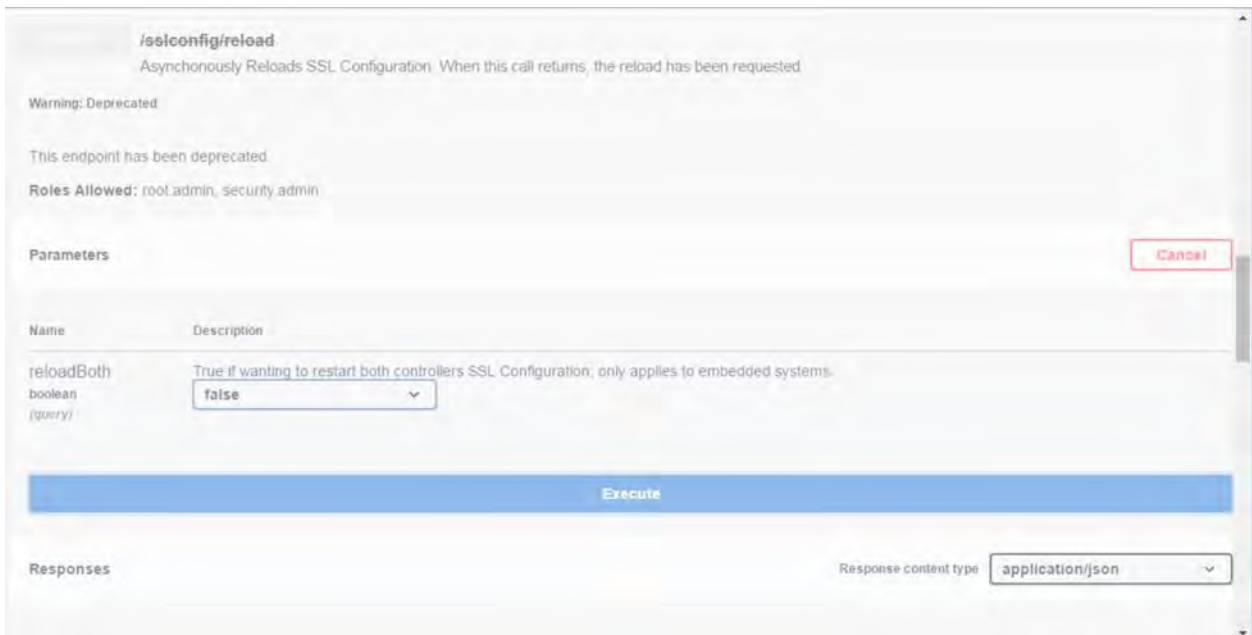 /sslconfig/reload
Asynchonously Reloads SSL Configuration. When this call returns, the reload has been requested.
Warning: Deprecated
This endpoint has been deprecated.
Roles Allowed: root.admin, security.admin
Parameters
Cancel
Name Description
reloadBoth True if wanting to restart both controllers SSL Configuration, only applies to embedded systems.
boolean false
(query)
Execute
Responses Response content type application/json